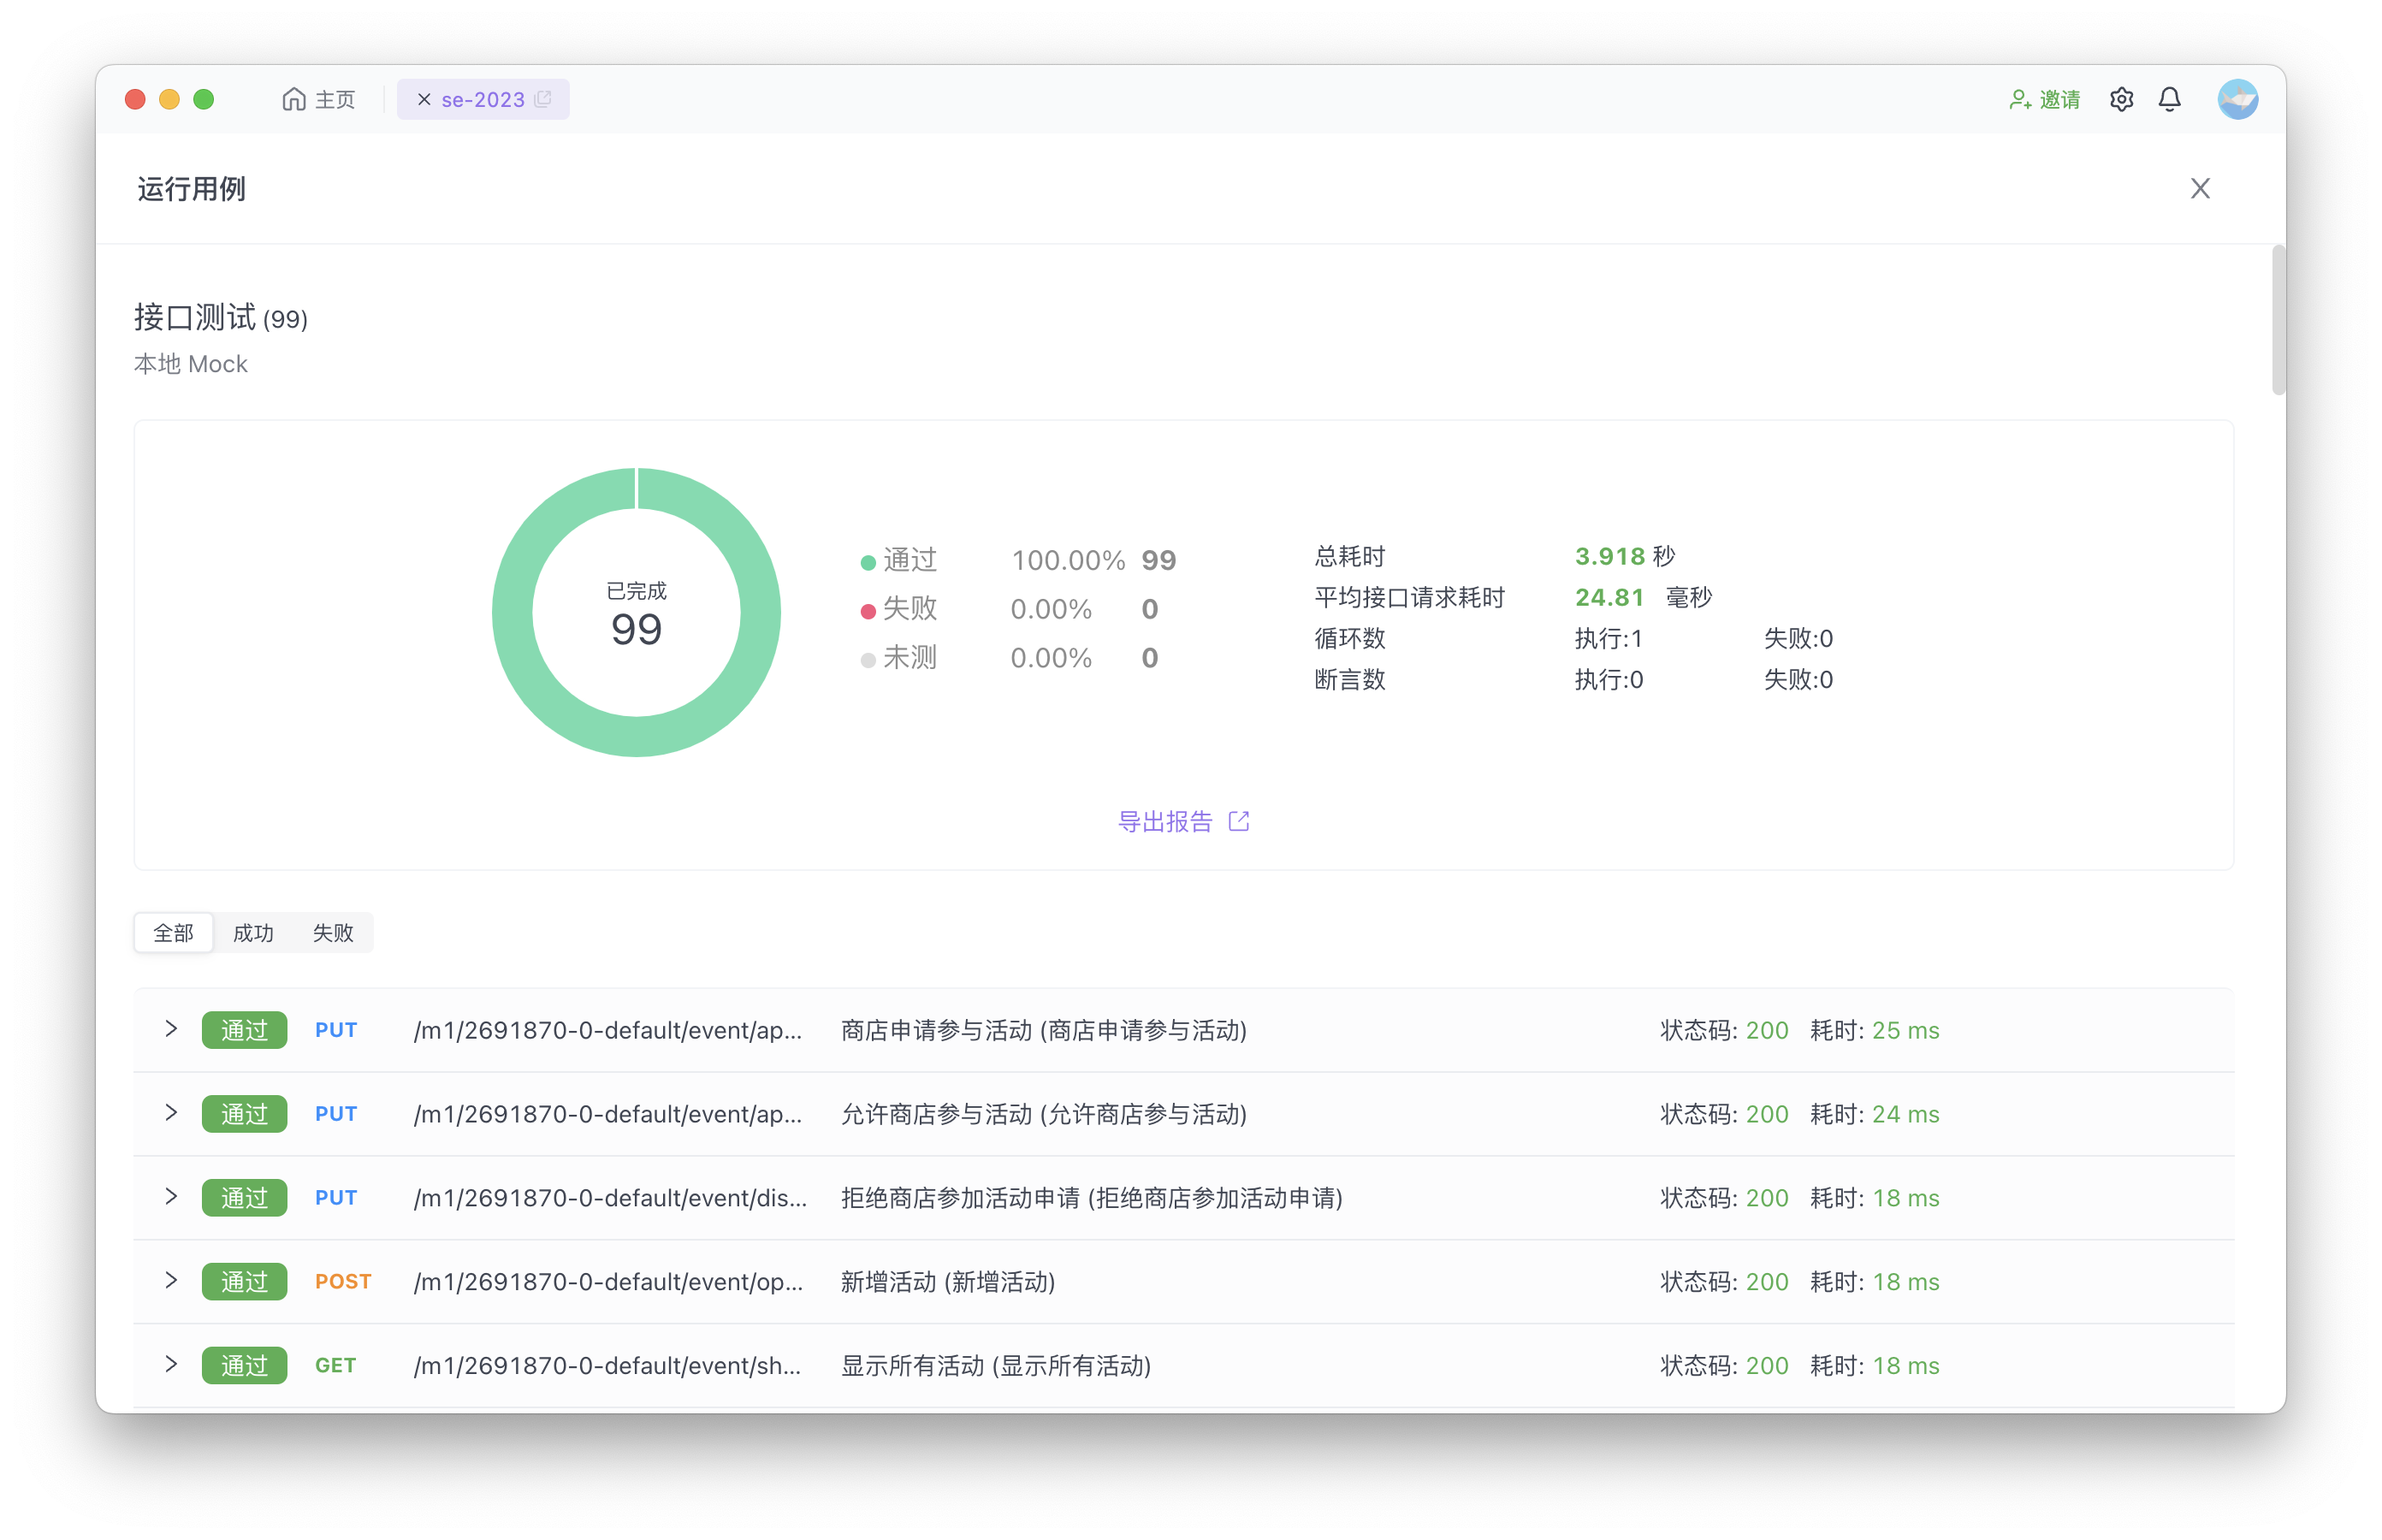 主页
se-2023
邀请
运行用例
接口测试 (99)
本地 Mock
已完成
99
通过 100.00% 99
失败 0.00% 0
未测 0.00% 0
总耗时 3.918 秒
平均接口请求耗时 24.81 毫秒
循环数 执行:1 失败:0
断言数 执行:0 失败:0
导出报告
全部 成功 失败
通过 PUT /m1/2691870-0-default/event/ap... 商店申请参与活动 (商店申请参与活动) 状态码: 200 耗时: 25 ms
通过 PUT /m1/2691870-0-default/event/ap... 允许商店参与活动 (允许商店参与活动) 状态码: 200 耗时: 24 ms
通过 PUT /m1/2691870-0-default/event/dis... 拒绝商店参加活动申请 (拒绝商店参加活动申请) 状态码: 200 耗时: 18 ms
通过 POST /m1/2691870-0-default/event/op... 新增活动 (新增活动) 状态码: 200 耗时: 18 ms
通过 GET /m1/2691870-0-default/event/sh... 显示所有活动 (显示所有活动) 状态码: 200 耗时: 18 ms